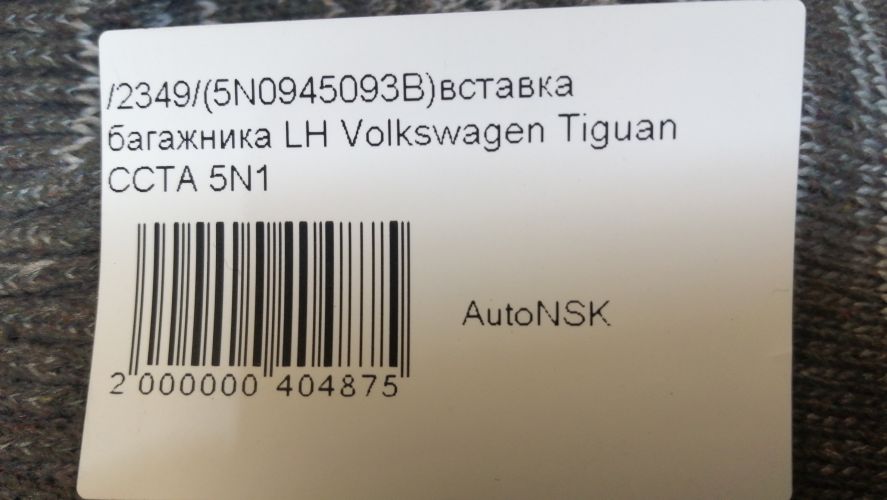 /2349/(5N0945093B)вставка
багажника LH Volkswagen Tiguan
CCTA 5N1
AutoNSK
2 000000 404875